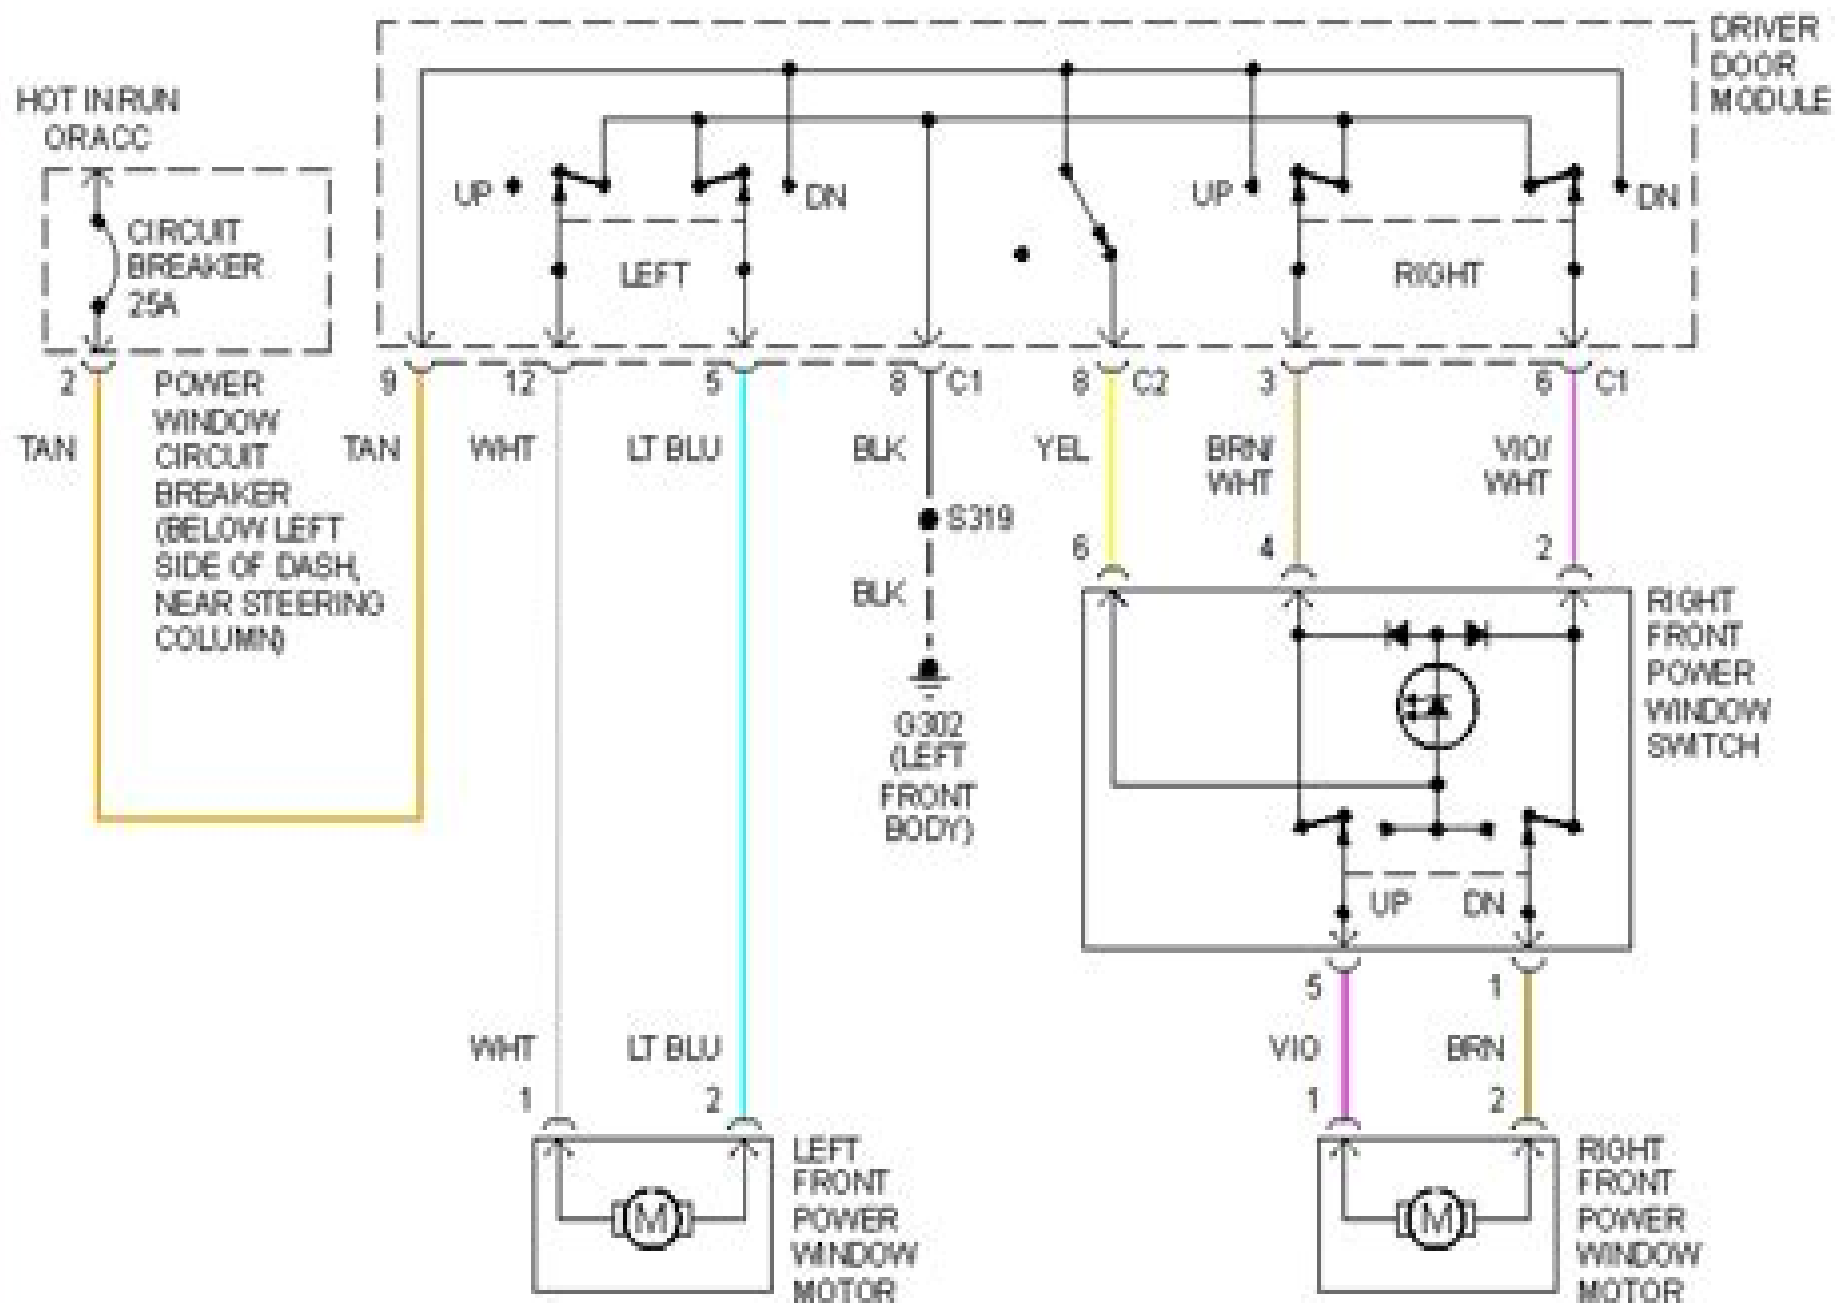 DRIVER
DOOR
MODULE
HOT IN RUN
OR ACC
CIRCUIT
BREAKER
25A
UP
DN
LEFT
UP
DN
RIGHT
2
9
12
5
8
C1
8
C2
3
6
C1
POWER
WINDOW
CIRCUIT
BREAKER
(BELOW LEFT
SIDE OF DASH,
NEAR STEERING
COLUMN)
TAN
TAN
WHT
LT BLU
BLK
YEL
BRN/
WHT
VIO/
WHT
S319
BLK
G302
(LEFT
FRONT
BODY)
6
4
2
RIGHT
FRONT
POWER
WINDOW
SWITCH
UP
DN
5
1
WHT
LT BLU
VIO
BRN
1
2
1
2
M
LEFT
FRONT
POWER
WINDOW
MOTOR
M
RIGHT
FRONT
POWER
WINDOW
MOTOR